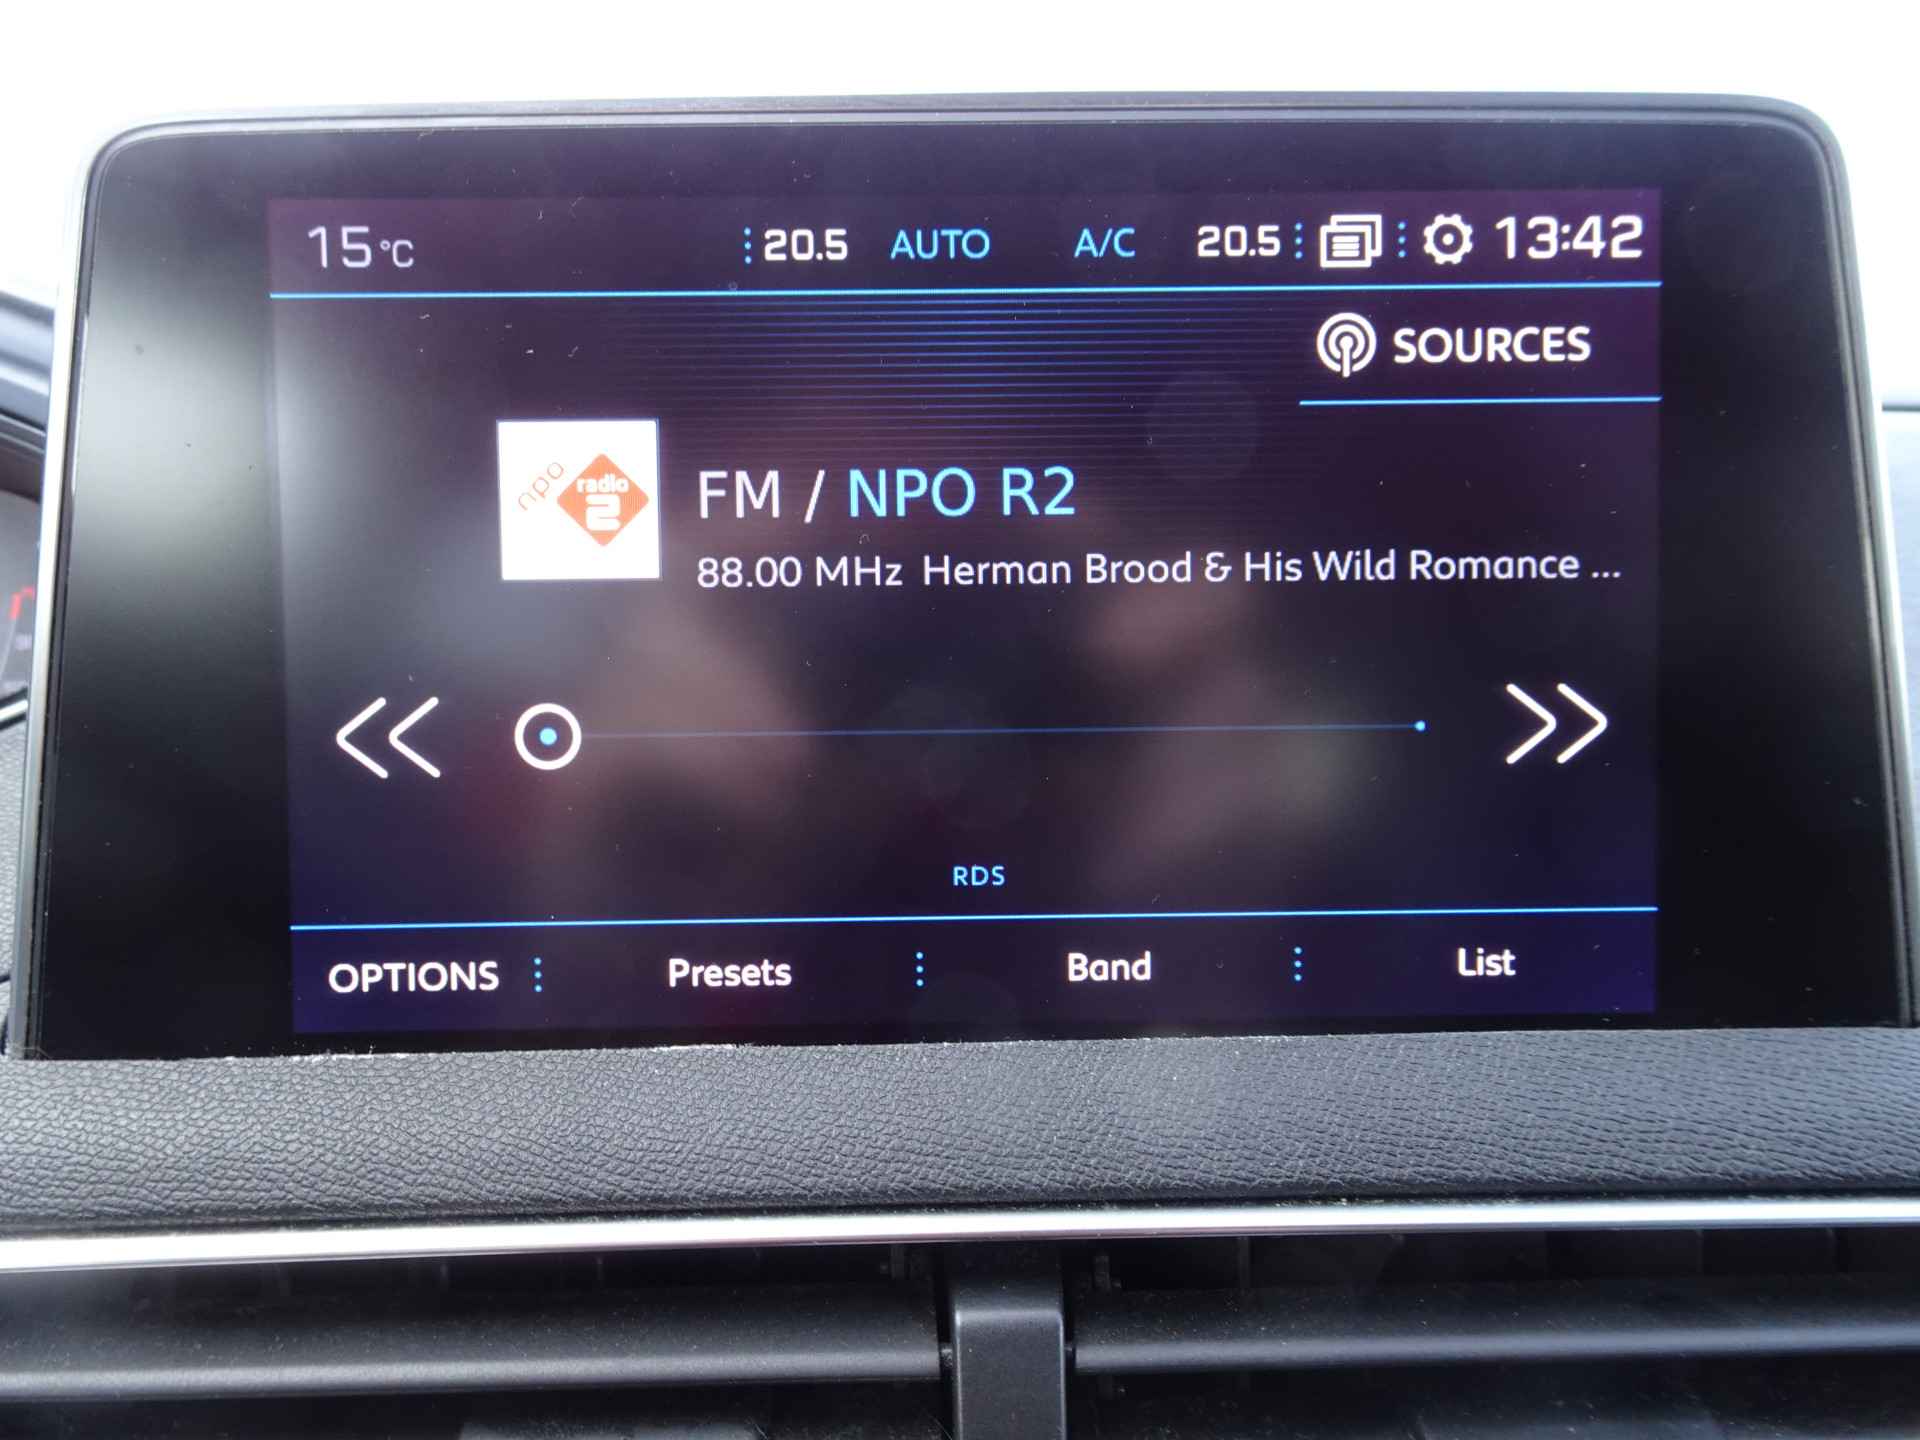 15°C 20.5 AUTO A/C 20.5 13:42
SOURCES
npo radio 2
FM / NPO R2
88.00 MHz Herman Brood & His Wild Romance ...
RDS
OPTIONS Presets Band List